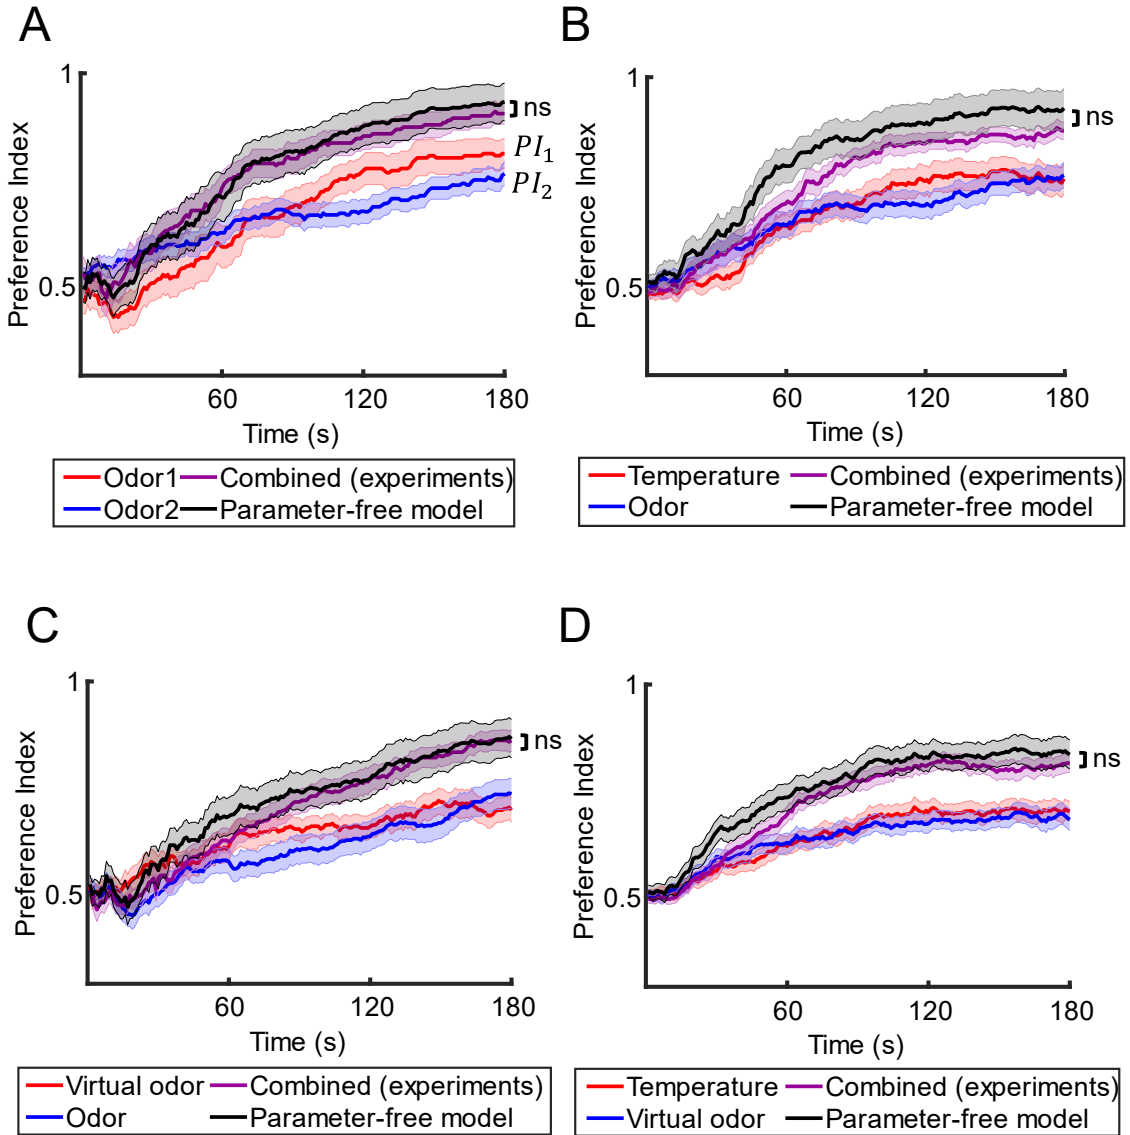 A
1
0.5
Preference Index
60 120 180
Time (s)
ns
PI1
PI2
Odor1 Combined (experiments)
Odor2 Parameter-free model
B
1
0.5
Preference Index
60 120 180
Time (s)
ns
Temperature Combined (experiments)
Odor Parameter-free model
C
1
0.5
Preference Index
60 120 180
Time (s)
ns
Virtual odor Combined (experiments)
Odor Parameter-free model
D
1
0.5
Preference Index
60 120 180
Time (s)
ns
Temperature Combined (experiments)
Virtual odor Parameter-free model